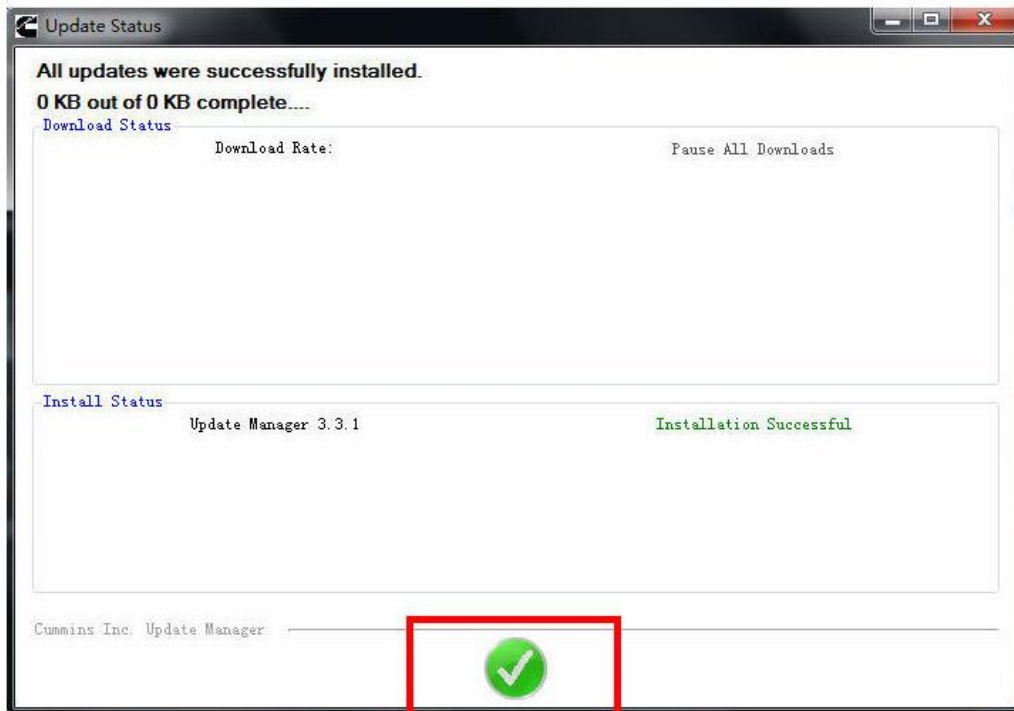 Update Status
All updates were successfully installed.
0 KB out of 0 KB complete....
Download Status
Download Rate: Pause All Downloads
Install Status
Update Manager 3.3.1 Installation Successful
Cummins Inc. Update Manager